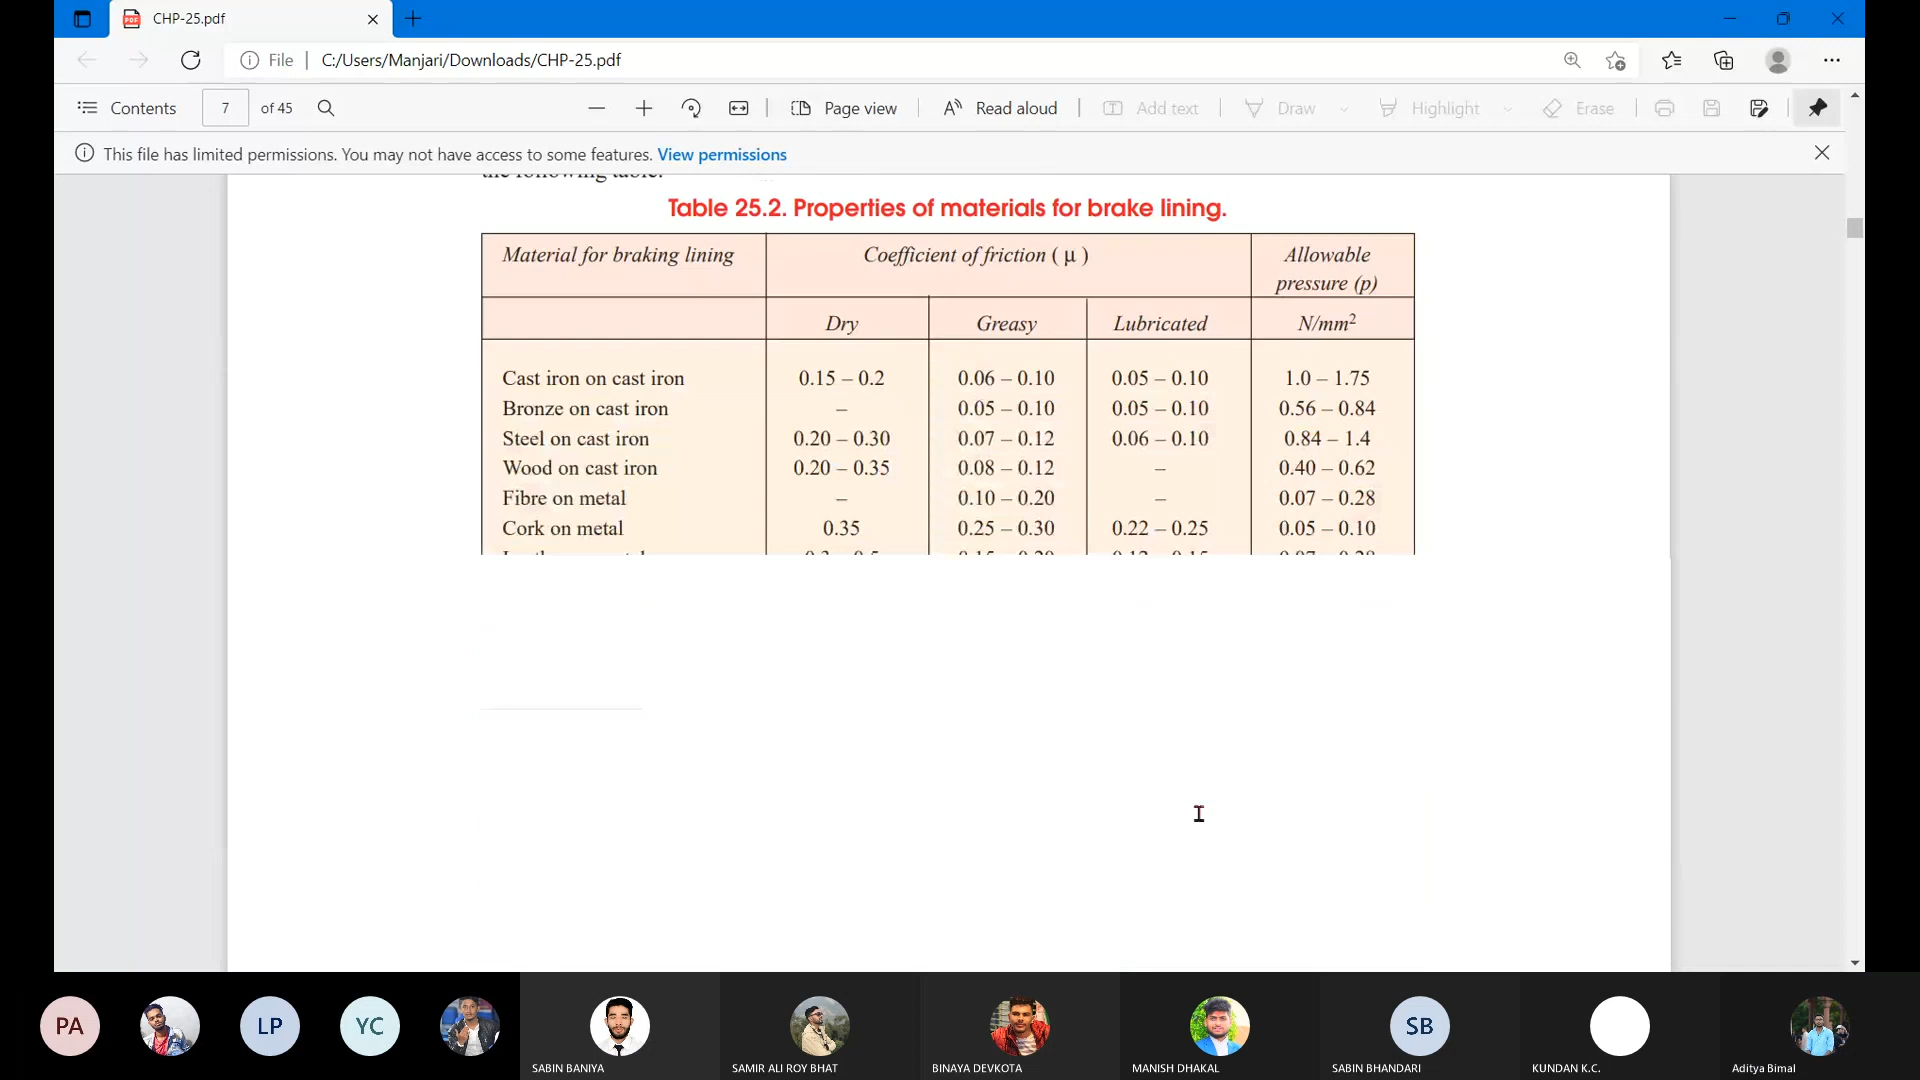 CHP-25.pdf
File | C:/Users/Manjari/Downloads/CHP-25.pdf
Contents 7 of 45 Page view Read aloud Add text Draw Highlight Erase
This file has limited permissions. You may not have access to some features. View permissions
the following table.
Table 25.2. Properties of materials for brake lining.
Material for braking lining Coefficient of friction ( μ ) Allowable
pressure (p)
Dry Greasy Lubricated N/mm²
Cast iron on cast iron 0.15 – 0.2 0.06 – 0.10 0.05 – 0.10 1.0 – 1.75
Bronze on cast iron – 0.05 – 0.10 0.05 – 0.10 0.56 – 0.84
Steel on cast iron 0.20 – 0.30 0.07 – 0.12 0.06 – 0.10 0.84 – 1.4
Wood on cast iron 0.20 – 0.35 0.08 – 0.12 – 0.40 – 0.62
Fibre on metal – 0.10 – 0.20 – 0.07 – 0.28
Cork on metal 0.35 0.25 – 0.30 0.22 – 0.25 0.05 – 0.10
PA LP YC SB
SABIN BANIYA SAMIR ALI ROY BHAT BINAYA DEVKOTA MANISH DHAKAL SABIN BHANDARI KUNDAN K.C. Aditya Bimal